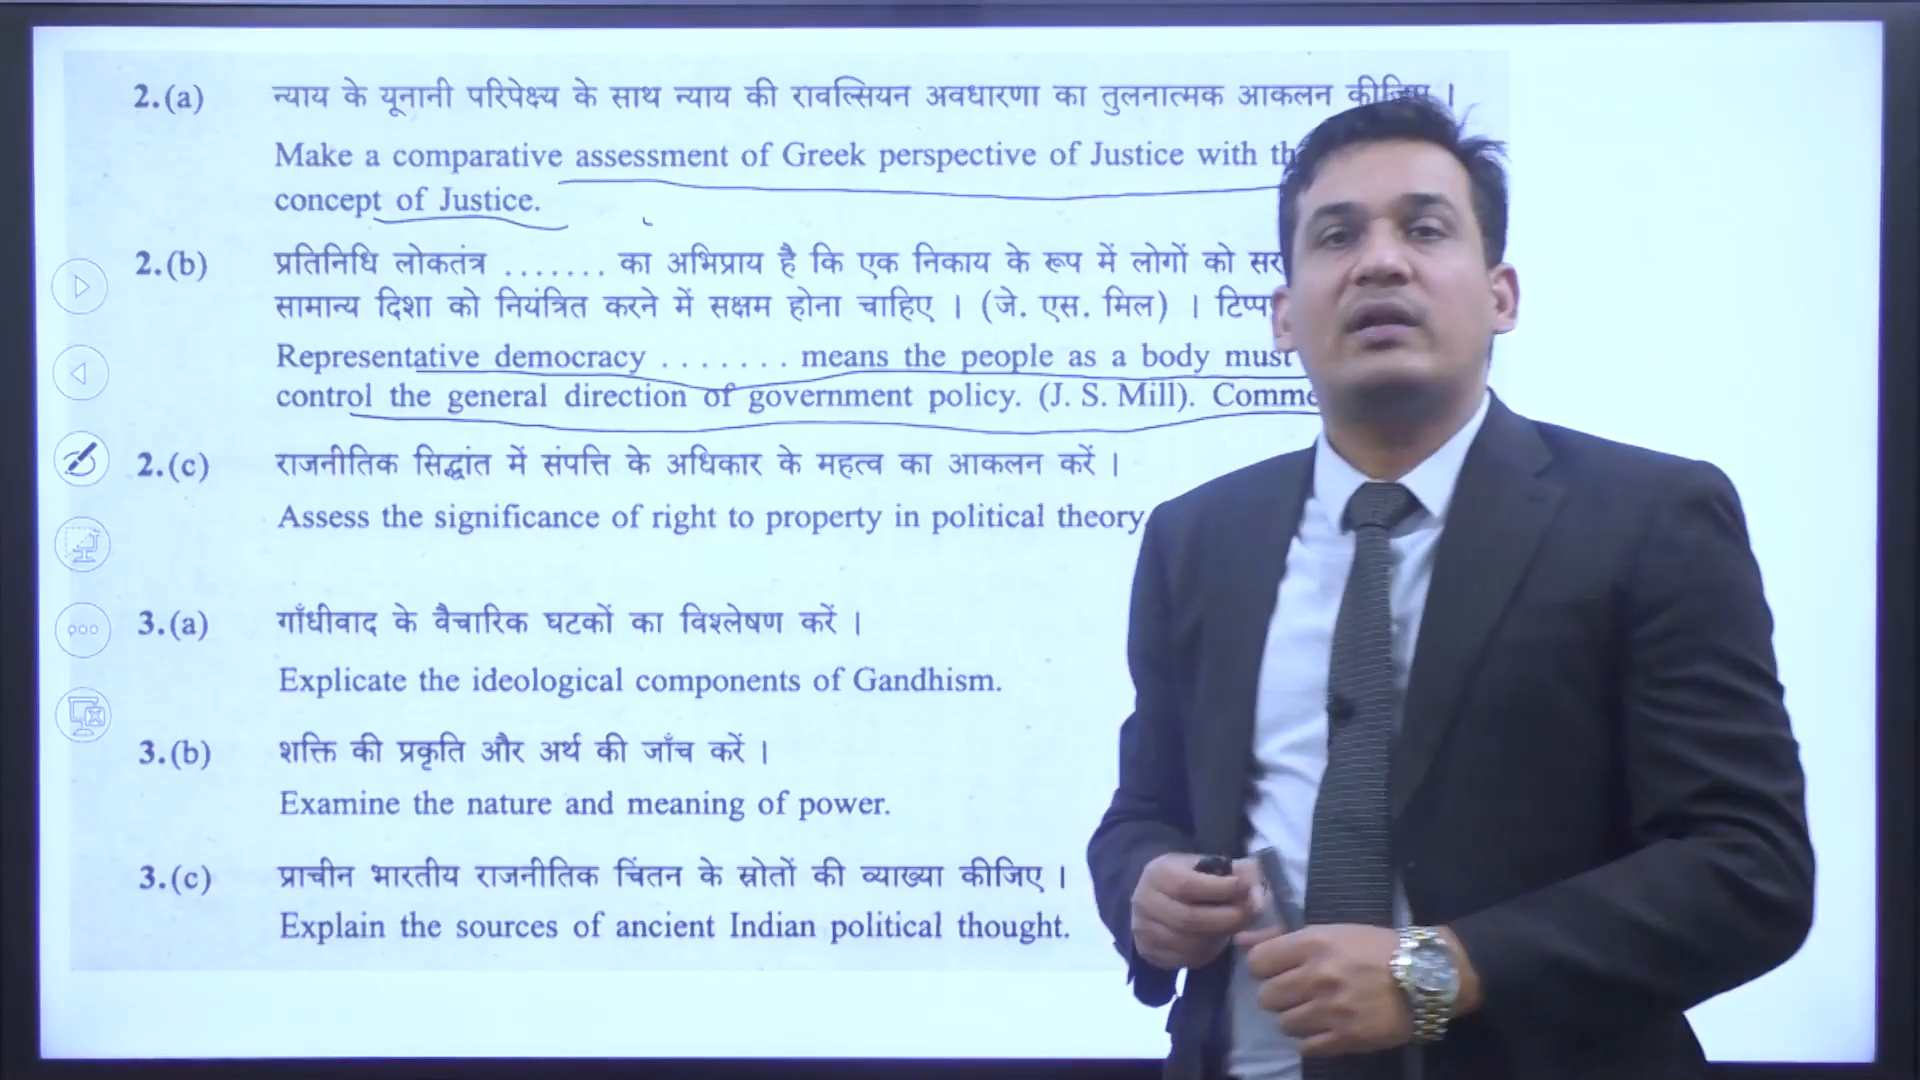 2.(a) न्याय के यूनानी परिपेक्ष्य के साथ न्याय की रावल्सियन अवधारणा का तुलनात्मक आकलन कीजिए ।
Make a comparative assessment of Greek perspective of Justice with
concept of Justice.
2.(b) प्रतिनिधि लोकतंत्र ....... का अभिप्राय है कि एक निकाय के रूप में लोगों को
सामान्य दिशा को नियंत्रित करने में सक्षम होना चाहिए । (जे. एस. मिल) ।
Representative democracy ....... means the people as a body must
control the general direction of government policy. (J. S. Mill).
2.(c) राजनीतिक सिद्धांत में संपत्ति के अधिकार के महत्व का आकलन करें ।
Assess the significance of right to property in political theory.
3.(a) गाँधीवाद के वैचारिक घटकों का विश्लेषण करें ।
Explicate the ideological components of Gandhism.
3.(b) शक्ति की प्रकृति और अर्थ की जाँच करें ।
Examine the nature and meaning of power.
3.(c) प्राचीन भारतीय राजनीतिक चिंतन के स्रोतों की व्याख्या कीजिए ।
Explain the sources of ancient Indian political thought.